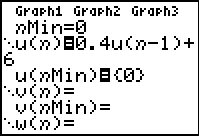 Graph1 Graph2 Graph3
nMin=0
u(n)=0.4u(n-1)+
6
u(nMin)={0}
v(n)=
v(nMin)=
w(n)=